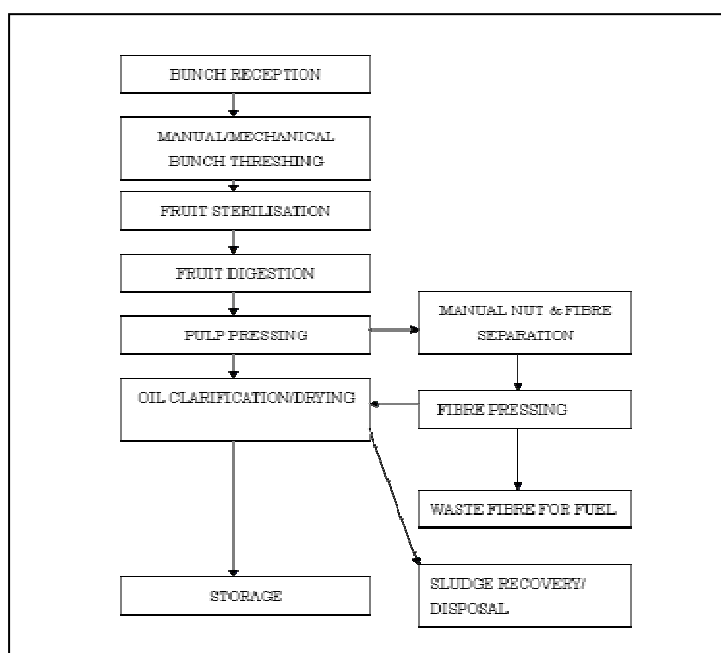 BUNCH RECEPTION
MANUAL/MECHANICAL
BUNCH THRESHING
FRUIT STERILISATION
FRUIT DIGESTION
PULP PRESSING
MANUAL NUT & FIBRE
SEPARATION
OIL CLARIFICATION/DRYING
FIBRE PRESSING
WASTE FIBRE FOR FUEL
STORAGE
SLUDGE RECOVERY/
DISPOSAL